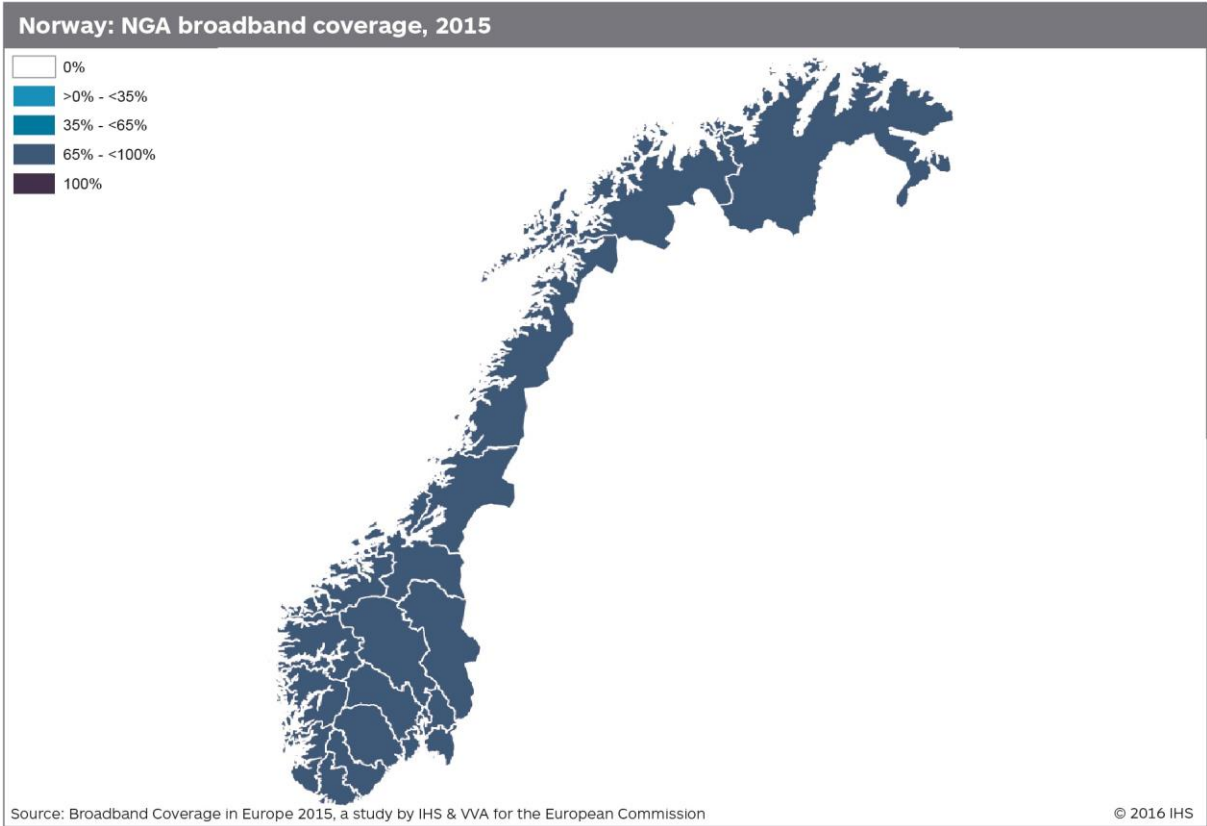 Norway: NGA broadband coverage, 2015
0%
>0% - <35%
35% - <65%
65% - <100%
100%
Source: Broadband Coverage in Europe 2015, a study by IHS & VVA for the European Commission
© 2016 IHS